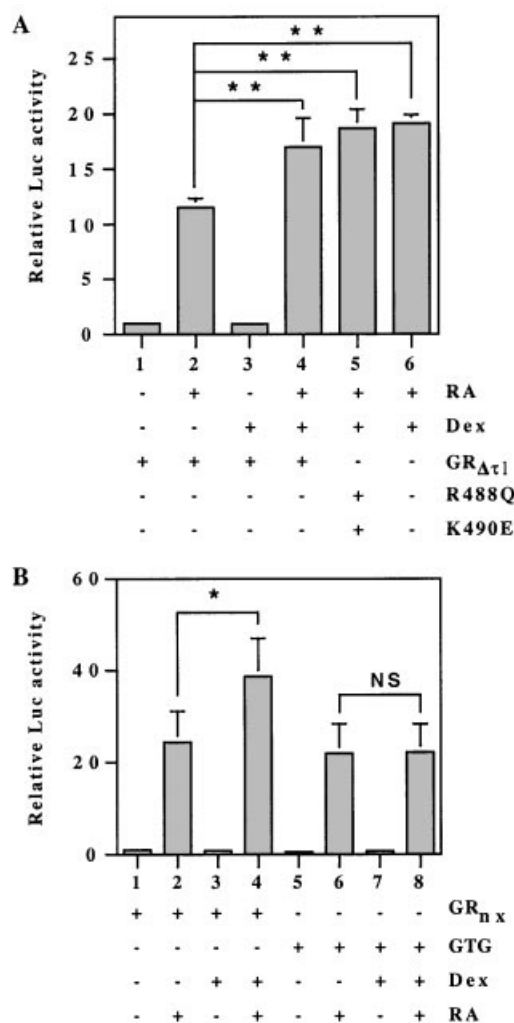 A
Relative Luc activity
25
20
15
10
5
0
* *
* *
* *
1 2 3 4 5 6
- + - + + + RA
- - + + + + Dex
+ + + + - - GRΔτ1
- - - - + - R488Q
- - - - + - K490E
B
Relative Luc activity
60
40
20
0
*
NS
1 2 3 4 5 6 7 8
+ + + + - - - - GRnx
- - - - + + + + GTG
- - + + - - + + Dex
- + - + - + - + RA